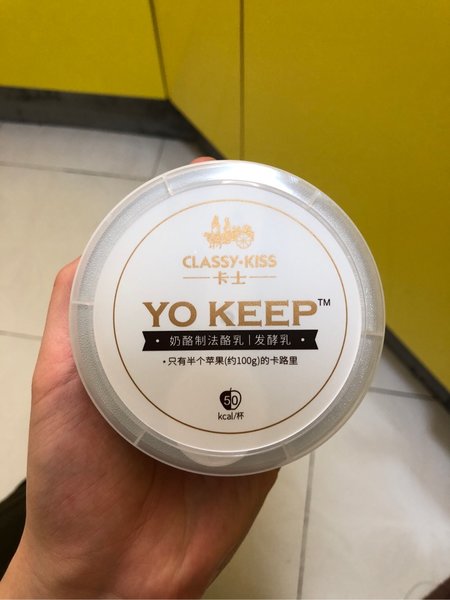 CLASSY·KISS
卡士
YO KEEP™
· 奶酪制法酪乳 | 发酵乳 ·
*只有半个苹果(约100g)的卡路里
50
kcal/杯